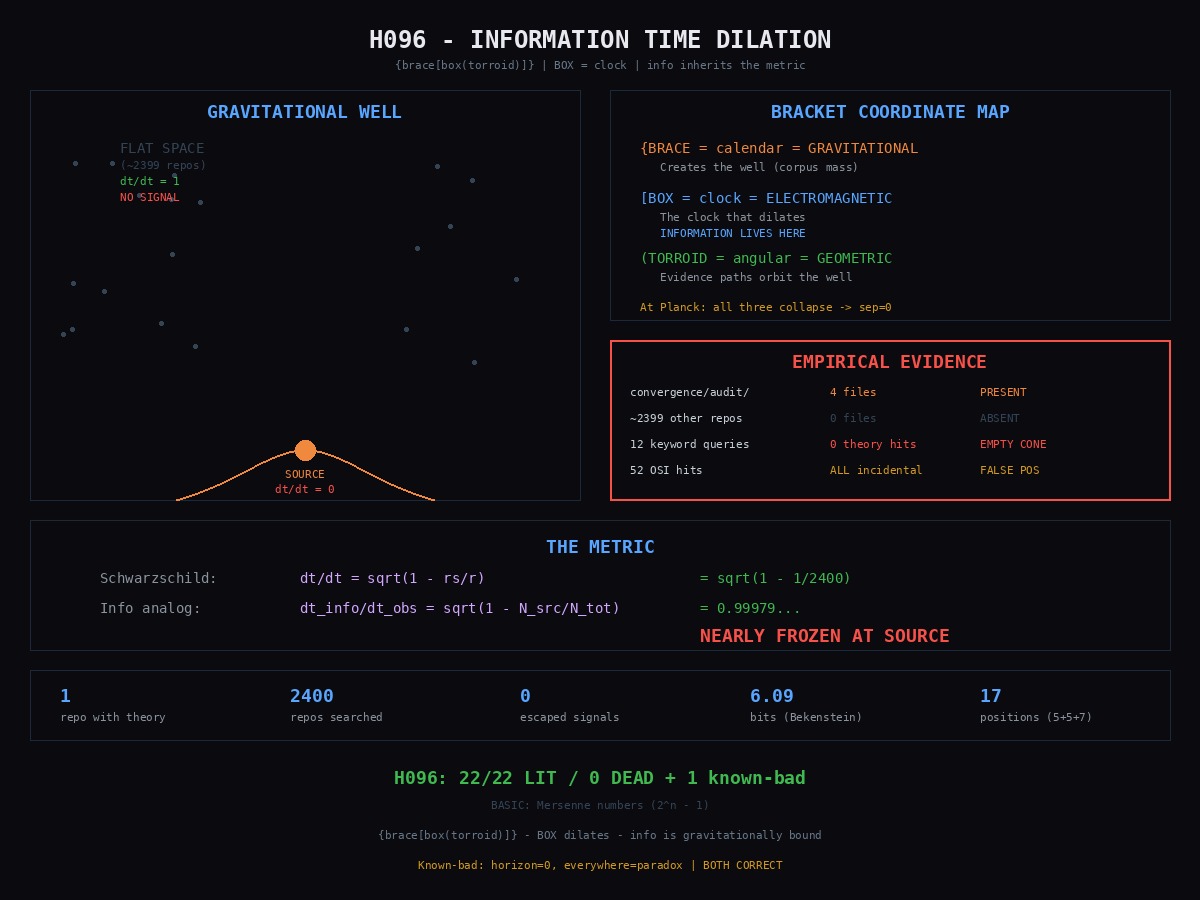 H096 - INFORMATION TIME DILATION
{brace[box(torroid)]} | BOX = clock | info inherits the metric
GRAVITATIONAL WELL
FLAT SPACE
(~2399 repos)
dt/dt = 1
NO SIGNAL
SOURCE
dt/dt = 0
BRACKET COORDINATE MAP
{BRACE = calendar = GRAVITATIONAL
Creates the well (corpus mass)
[BOX = clock = ELECTROMAGNETIC
The clock that dilates
INFORMATION LIVES HERE
(TORROID = angular = GEOMETRIC
Evidence paths orbit the well
At Planck: all three collapse -> sep=0
EMPIRICAL EVIDENCE
convergence/audit/ 4 files PRESENT
~2399 other repos 0 files ABSENT
12 keyword queries 0 theory hits EMPTY CONE
52 OSI hits ALL incidental FALSE POS
THE METRIC
Schwarzschild: dt/dt = sqrt(1 - rs/r) = sqrt(1 - 1/2400)
Info analog: dt_info/dt_obs = sqrt(1 - N_src/N_tot) = 0.99979...
NEARLY FROZEN AT SOURCE
1 2400 0 6.09 17
repo with theory repos searched escaped signals bits (Bekenstein) positions (5+5+7)
H096: 22/22 LIT / 0 DEAD + 1 known-bad
BASIC: Mersenne numbers (2^n - 1)
{brace[box(torroid)]} - BOX dilates - info is gravitationally bound
Known-bad: horizon=0, everywhere=paradox | BOTH CORRECT